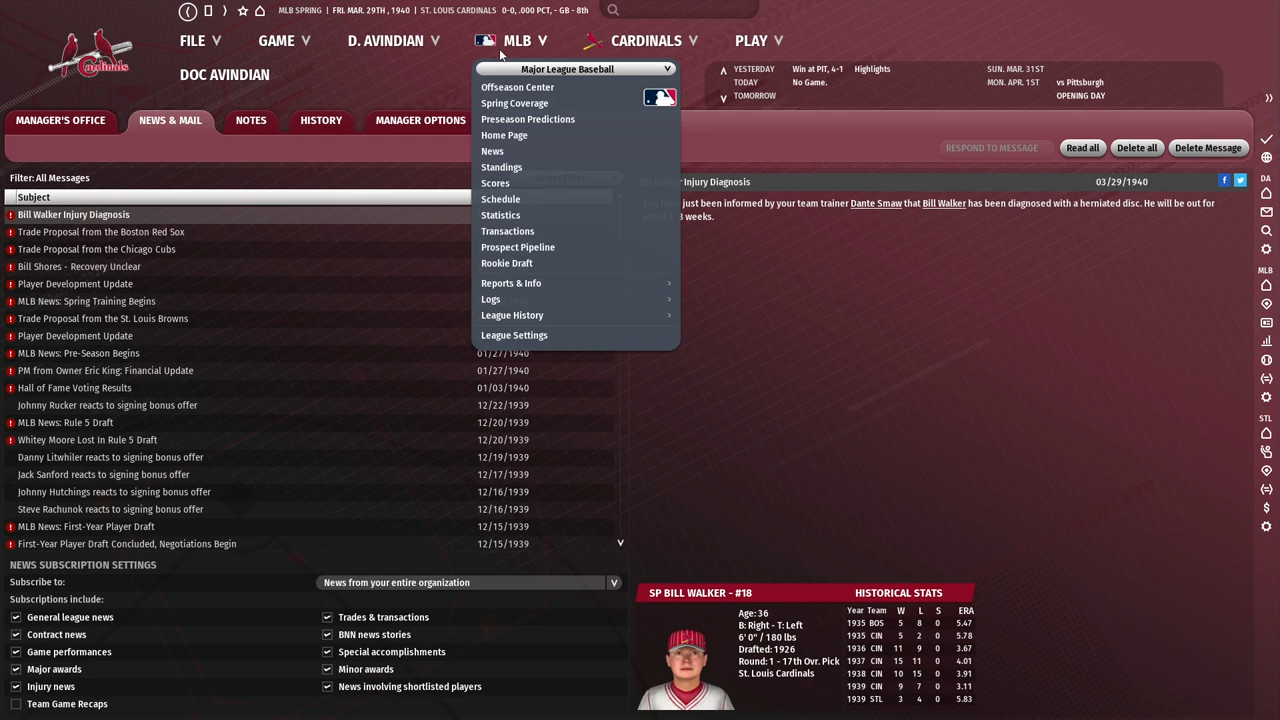 MLB SPRING | FRI. MAR. 29TH , 1940 | ST. LOUIS CARDINALS 0-0, .000 PCT, - GB - 8th
FILE GAME D. AVINDIAN MLB CARDINALS PLAY
Cardinals
DOC AVINDIAN
YESTERDAY Win at PIT, 4-1 Highlights SUN. MAR. 31ST
TODAY No Game. MON. APR. 1ST vs Pittsburgh
TOMORROW OPENING DAY
MANAGER'S OFFICE NEWS & MAIL NOTES HISTORY MANAGER OPTIONS
RESPOND TO MESSAGE Read all Delete all Delete Message
Major League Baseball
Offseason Center
Spring Coverage
Preseason Predictions
Home Page
News
Standings
Scores
Schedule
Statistics
Transactions
Prospect Pipeline
Rookie Draft
Reports & Info
Logs
League History
League Settings
Filter: All Messages
Subject
Bill Walker Injury Diagnosis
Trade Proposal from the Boston Red Sox
Trade Proposal from the Chicago Cubs
Bill Shores - Recovery Unclear
Player Development Update
MLB News: Spring Training Begins
Trade Proposal from the St. Louis Browns
Player Development Update
MLB News: Pre-Season Begins 01/27/1940
PM from Owner Eric King: Financial Update 01/27/1940
Hall of Fame Voting Results 01/03/1940
Johnny Rucker reacts to signing bonus offer 12/22/1939
MLB News: Rule 5 Draft 12/20/1939
Whitey Moore Lost In Rule 5 Draft 12/20/1939
Danny Litwhiler reacts to signing bonus offer 12/19/1939
Jack Sanford reacts to signing bonus offer 12/17/1939
Johnny Hutchings reacts to signing bonus offer 12/16/1939
Steve Rachunok reacts to signing bonus offer 12/16/1939
MLB News: First-Year Player Draft 12/15/1939
First-Year Player Draft Concluded, Negotiations Begin 12/15/1939
Injury Diagnosis 03/29/1940
just been informed by your team trainer Dante Smaw that Bill Walker has been diagnosed with a herniated disc. He will be out for
weeks.
DA
MLB
STL
NEWS SUBSCRIPTION SETTINGS
Subscribe to: News from your entire organization
Subscriptions include:
General league news Trades & transactions
Contract news BNN news stories
Game performances Special accomplishments
Major awards Minor awards
Injury news News involving shortlisted players
Team Game Recaps
SP BILL WALKER - #18 HISTORICAL STATS
Age: 36
B: Right - T: Left
6' 0" / 180 lbs
Drafted: 1926
Round: 1 - 17th Ovr. Pick
St. Louis Cardinals
Year Team W L S ERA
1935 BOS 5 8 0 5.47
1935 CIN 5 2 0 5.78
1936 CIN 11 9 0 3.67
1937 CIN 15 11 0 4.01
1938 CIN 10 15 0 3.91
1939 CIN 9 7 0 3.11
1939 STL 3 4 0 5.83